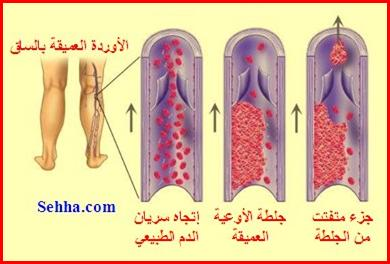 الأوردة العميقة بالساق
Sehha.com
إتجاه سريان
الدم الطبيعي
جلطة الأوعية
العميقة
جزء متفتت
من الجلطة